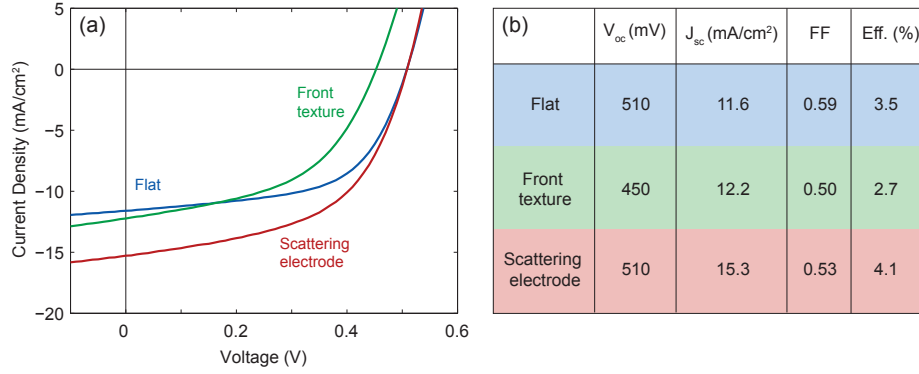 (a)
5
0
−5
−10
−15
−20
Current Density (mA/cm²)
Front
texture
Flat
Scattering
electrode
0
0.2
0.4
0.6
Voltage (V)
(b)
V_oc (mV)
J_sc (mA/cm²)
FF
Eff. (%)
Flat
510
11.6
0.59
3.5
Front
texture
450
12.2
0.50
2.7
Scattering
electrode
510
15.3
0.53
4.1